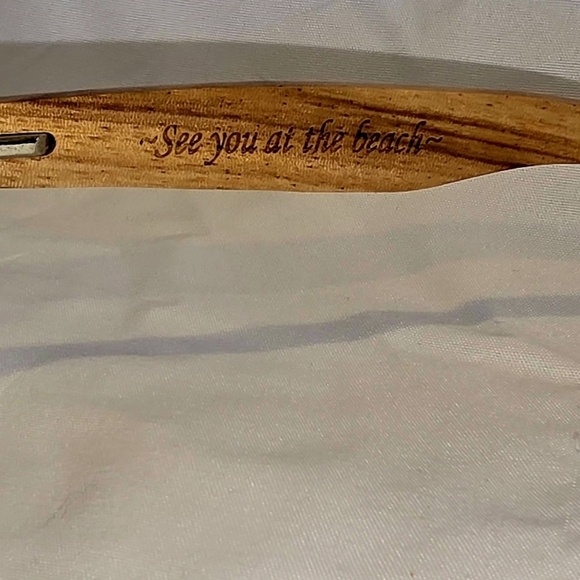 ~See you at the beach~